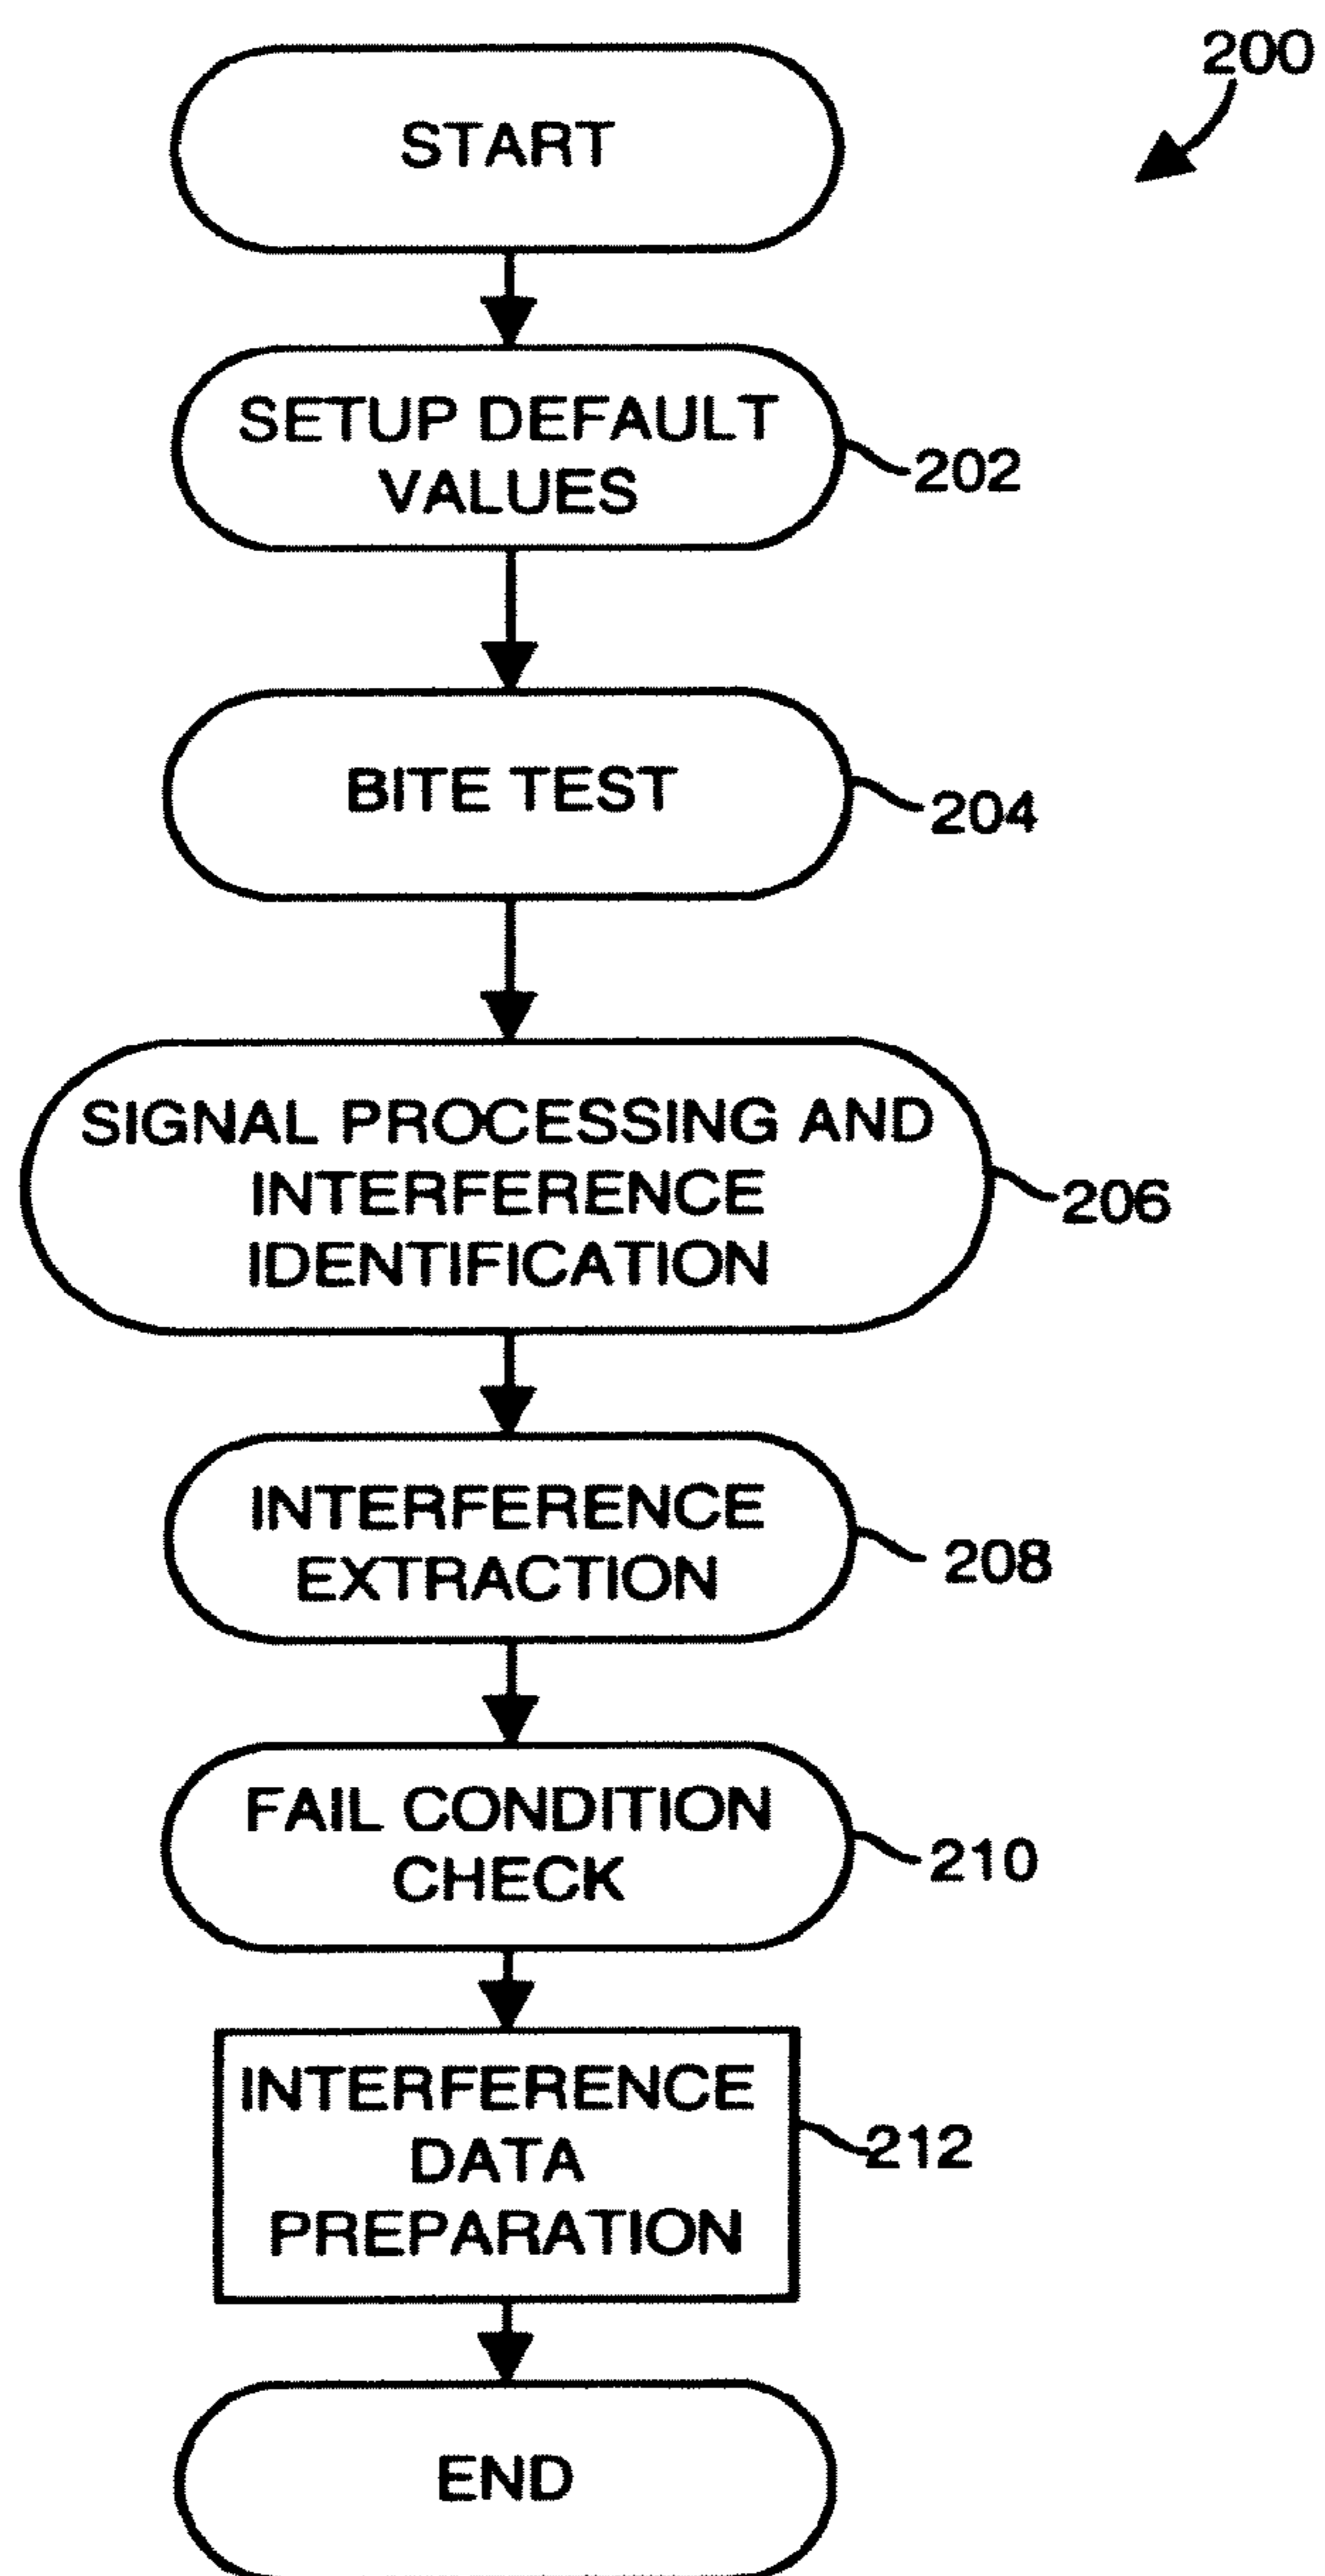 200
START
SETUP DEFAULT
VALUES
202
BITE TEST
204
SIGNAL PROCESSING AND
INTERFERENCE
IDENTIFICATION
206
INTERFERENCE
EXTRACTION
208
FAIL CONDITION
CHECK
210
INTERFERENCE
DATA
PREPARATION
212
END